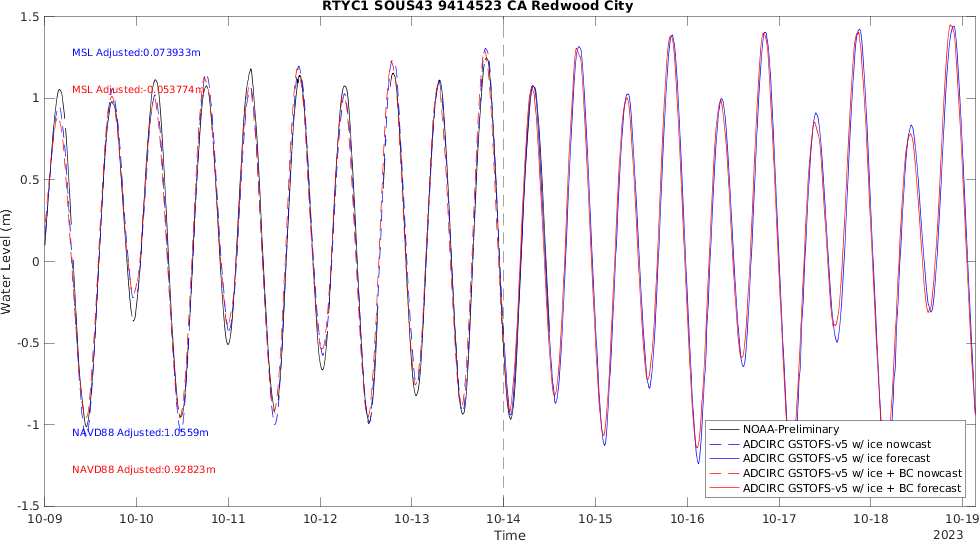 RTYC1 SOUS43 9414523 CA Redwood City
Water Level (m)
1.5
1
0.5
0
-0.5
-1
-1.5
MSL Adjusted:0.073933m
MSL Adjusted:-0.053774m
NAVD88 Adjusted:1.0559m
NAVD88 Adjusted:0.92823m
NOAA-Preliminary
ADCIRC GSTOFS-v5 w/ ice nowcast
ADCIRC GSTOFS-v5 w/ ice forecast
ADCIRC GSTOFS-v5 w/ ice + BC nowcast
ADCIRC GSTOFS-v5 w/ ice + BC forecast
10-09 10-10 10-11 10-12 10-13 10-14 10-15 10-16 10-17 10-18 10-19
Time
2023